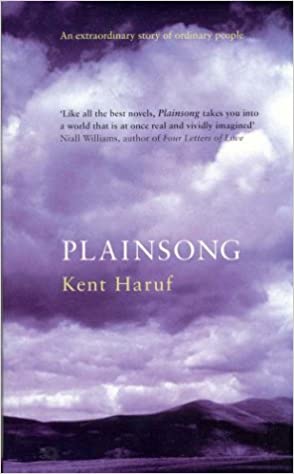 An extraordinary story of ordinary people
'Like all the best novels, Plainsong takes you into
a world that is at once real and vividly imagined'
Niall Williams, author of Four Letters of Love
PLAINSONG
Kent Haruf